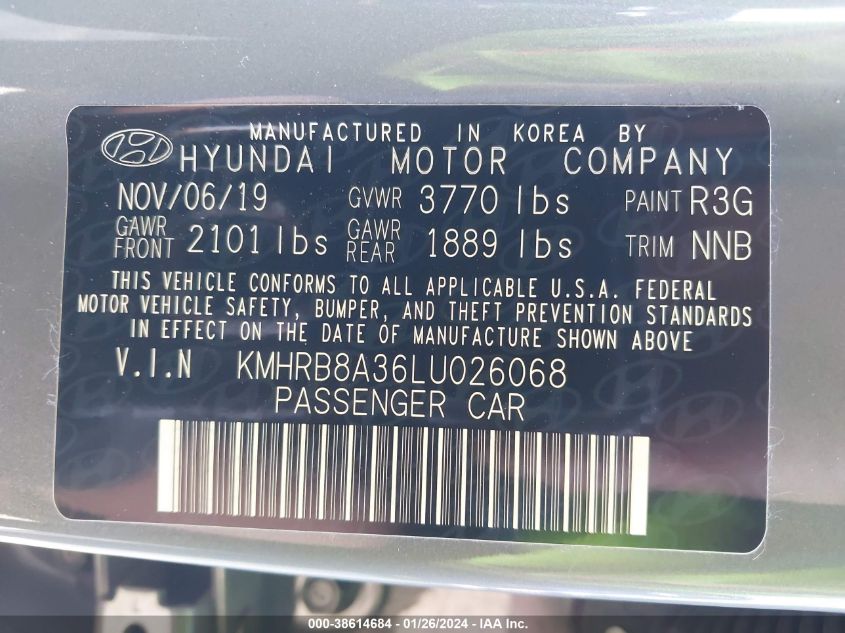 MANUFACTURED IN KOREA BY
HYUNDAI MOTOR COMPANY
NOV/06/19 GVWR 3770 lbs PAINT R3G
GAWR FRONT 2101 lbs GAWR REAR 1889 lbs TRIM NNB
THIS VEHICLE CONFORMS TO ALL APPLICABLE U.S.A. FEDERAL
MOTOR VEHICLE SAFETY, BUMPER, AND THEFT PREVENTION STANDARDS
IN EFFECT ON THE DATE OF MANUFACTURE SHOWN ABOVE
V.I.N KMHRB8A36LU026068
PASSENGER CAR
000-38614684 - 01/26/2024 - IAA Inc.